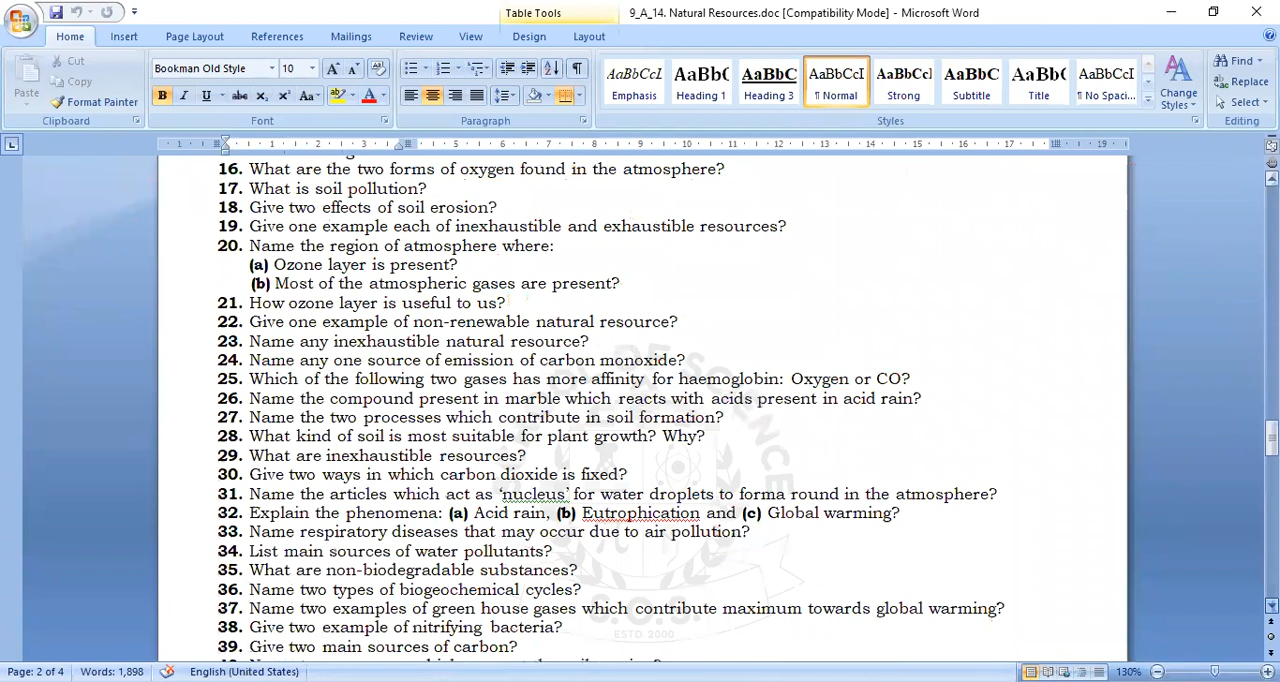 Table Tools
9_A_14. Natural Resources.doc [Compatibility Mode] - Microsoft Word
Home Insert Page Layout References Mailings Review View Design Layout
Paste
Cut
Copy
Format Painter
Clipboard
Bookman Old Style 10
Font
Paragraph
AaBbCcI AaBbC AaBbC AaBbCcI AaBbCcl AaBbC AaBbC AaBbCcI
Emphasis Heading 1 Heading 3 ¶ Normal Strong Subtitle Title ¶ No Spaci...
Change Styles
Styles
Find
Replace
Select
Editing
16. What are the two forms of oxygen found in the atmosphere?
17. What is soil pollution?
18. Give two effects of soil erosion?
19. Give one example each of inexhaustible and exhaustible resources?
20. Name the region of atmosphere where:
(a) Ozone layer is present?
(b) Most of the atmospheric gases are present?
21. How ozone layer is useful to us?
22. Give one example of non-renewable natural resource?
23. Name any inexhaustible natural resource?
24. Name any one source of emission of carbon monoxide?
25. Which of the following two gases has more affinity for haemoglobin: Oxygen or CO?
26. Name the compound present in marble which reacts with acids present in acid rain?
27. Name the two processes which contribute in soil formation?
28. What kind of soil is most suitable for plant growth? Why?
29. What are inexhaustible resources?
30. Give two ways in which carbon dioxide is fixed?
31. Name the articles which act as ‘nucleus’ for water droplets to forma round in the atmosphere?
32. Explain the phenomena: (a) Acid rain, (b) Eutrophication and (c) Global warming?
33. Name respiratory diseases that may occur due to air pollution?
34. List main sources of water pollutants?
35. What are non-biodegradable substances?
36. Name two types of biogeochemical cycles?
37. Name two examples of green house gases which contribute maximum towards global warming?
38. Give two example of nitrifying bacteria?
39. Give two main sources of carbon?
S.O.S.
ESTD 2000
Page: 2 of 4 Words: 1,898 English (United States) 130%